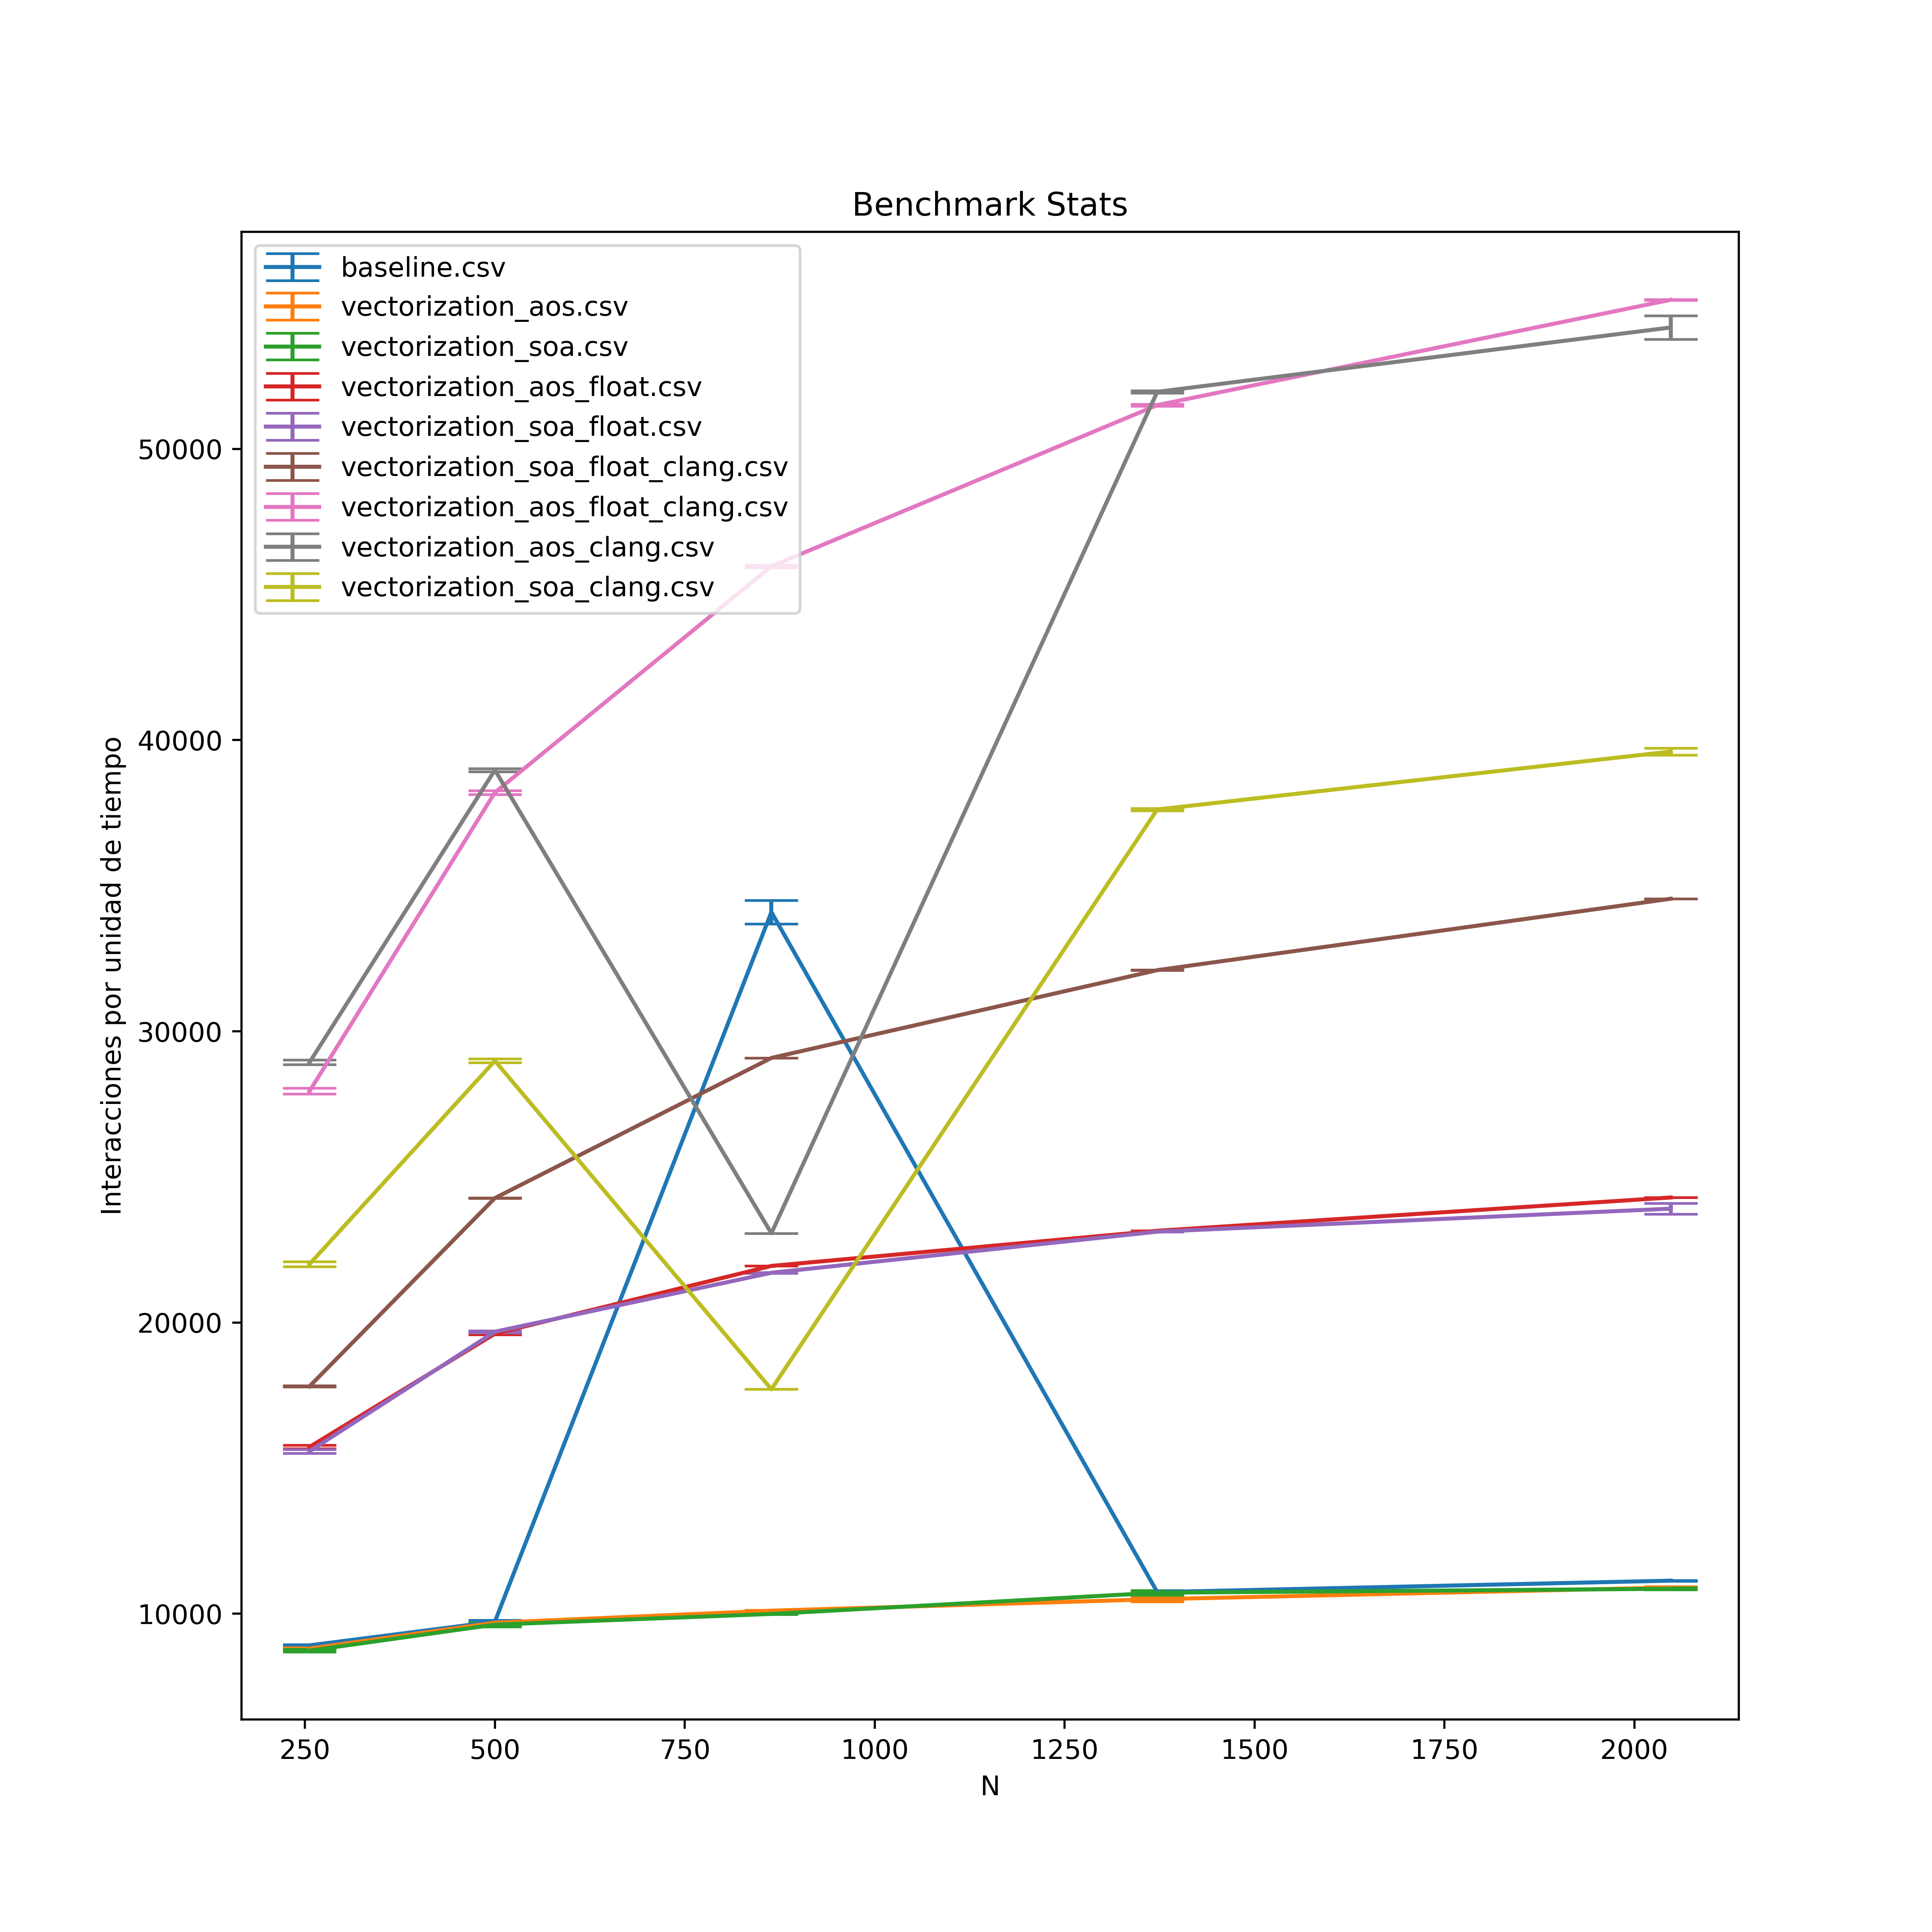 Benchmark Stats
baseline.csv
vectorization_aos.csv
vectorization_soa.csv
vectorization_aos_float.csv
vectorization_soa_float.csv
vectorization_soa_float_clang.csv
vectorization_aos_float_clang.csv
vectorization_aos_clang.csv
vectorization_soa_clang.csv
Interacciones por unidad de tiempo
50000
40000
30000
20000
10000
250 500 750 1000 1250 1500 1750 2000
N